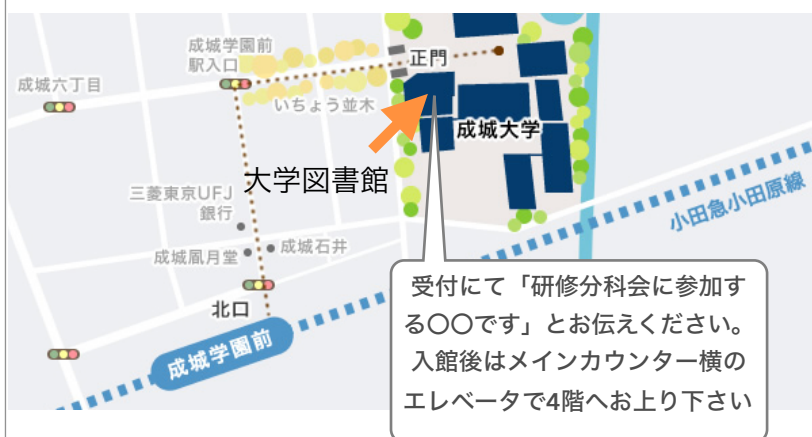 成城学園前
駅入口
正門
成城六丁目
いちょう並木
成城大学
大学図書館
三菱東京UFJ
銀行
小田急小田原線
成城凮月堂
成城石井
北口
成城学園前
受付にて「研修分科会に参加す
る〇〇です」とお伝えください。
入館後はメインカウンター横の
エレベータで4階へお上り下さい